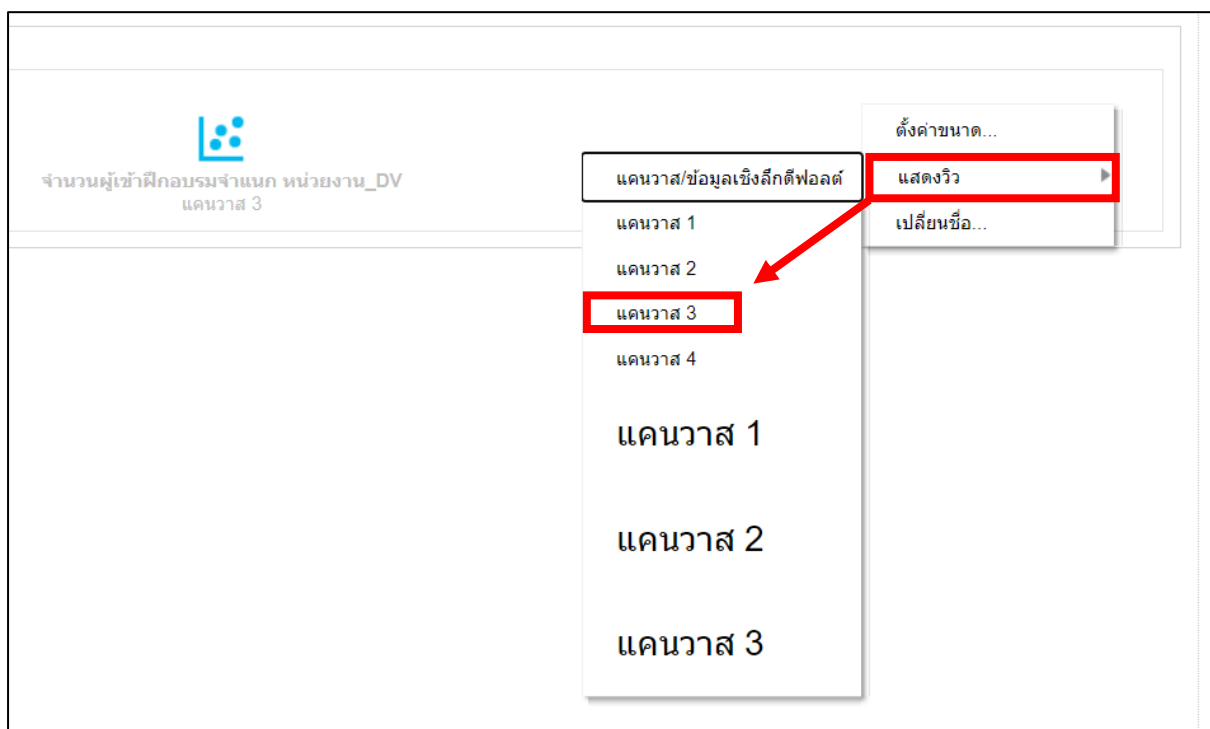 จำนวนผู้เข้าฝึกอบรมจำแนก หน่วยงาน_DV
แคนวาส 3
แคนวาส/ข้อมูลเชิงลึกดีฟอลต์
แคนวาส 1
แคนวาส 2
แคนวาส 3
แคนวาส 4
แคนวาส 1
แคนวาส 2
แคนวาส 3
ตั้งค่าขนาด...
แสดงวิว
เปลี่ยนชื่อ...